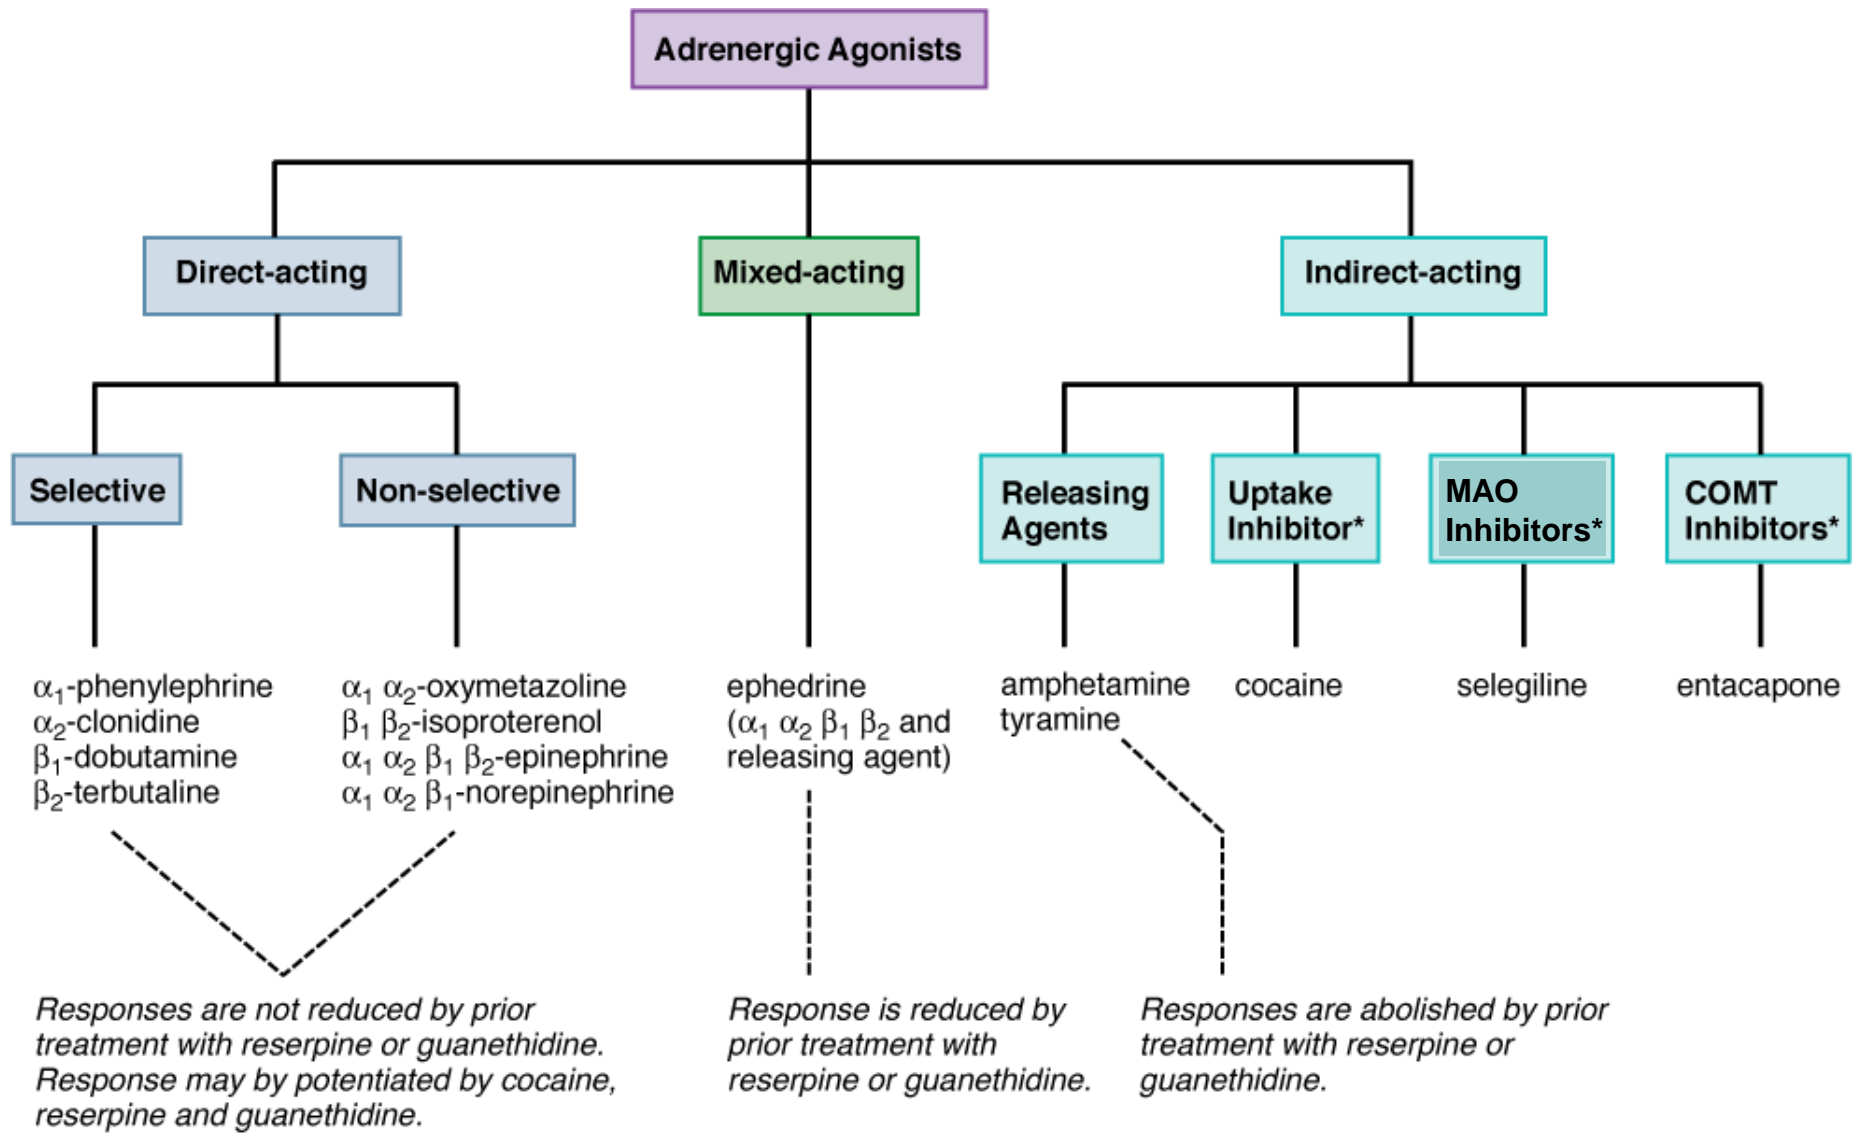 Adrenergic Agonists
Direct-acting
Mixed-acting
Indirect-acting
Selective
Non-selective
Releasing
Agents
Uptake
Inhibitor*
MAO
Inhibitors*
COMT
Inhibitors*
α₁-phenylephrine
α₂-clonidine
β₁-dobutamine
β₂-terbutaline
α₁ α₂-oxymetazoline
β₁ β₂-isoproterenol
α₁ α₂ β₁ β₂-epinephrine
α₁ α₂ β₁-norepinephrine
ephedrine
(α₁ α₂ β₁ β₂ and
releasing agent)
amphetamine
tyramine
cocaine
selegiline
entacapone
Responses are not reduced by prior
treatment with reserpine or guanethidine.
Response may by potentiated by cocaine,
reserpine and guanethidine.
Response is reduced by
prior treatment with
reserpine or guanethidine.
Responses are abolished by prior
treatment with reserpine or
guanethidine.